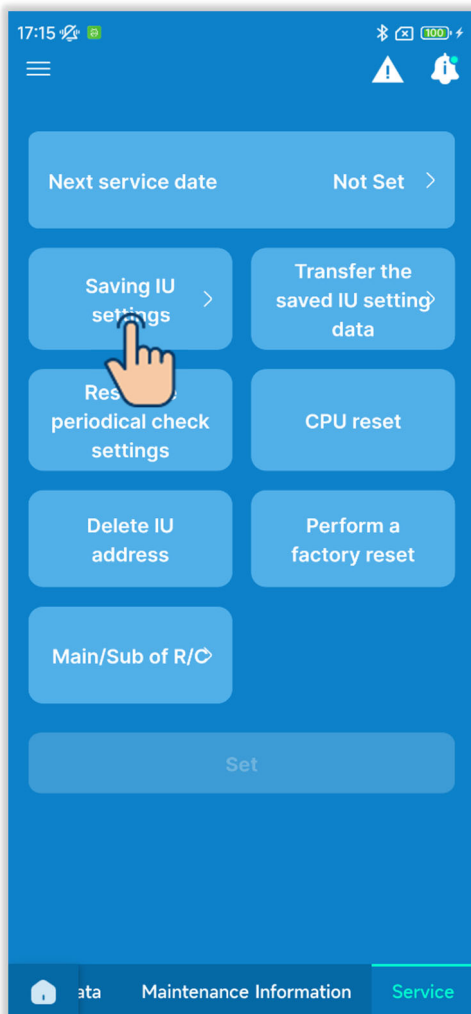 17:15
100
Next service date Not Set
Saving IU
settings
Transfer the
saved IU setting
data
periodical check
settings
CPU reset
Delete IU
address
Perform a
factory reset
Main/Sub of R/C
Set
ata Maintenance Information Service